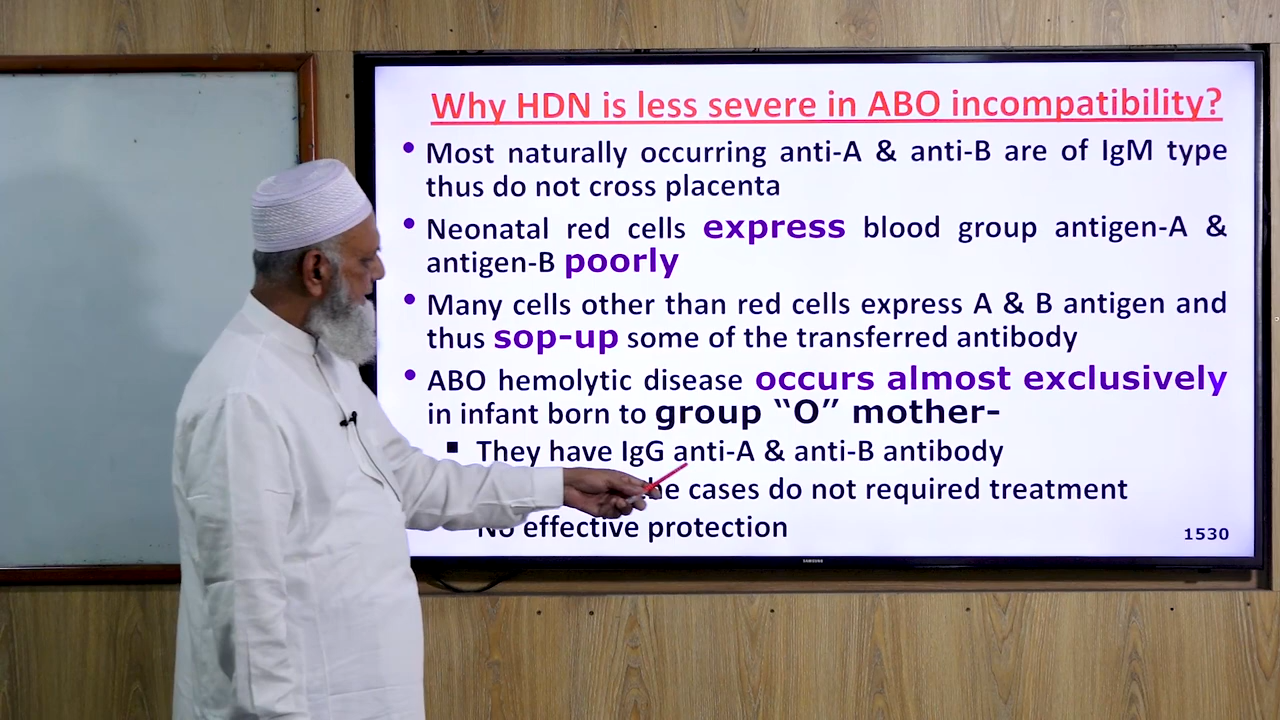 Why HDN is less severe in ABO incompatibility?
• Most naturally occurring anti-A & anti-B are of IgM type
thus do not cross placenta
• Neonatal red cells express blood group antigen-A &
antigen-B poorly
• Many cells other than red cells express A & B antigen and
thus sop-up some of the transferred antibody
• ABO hemolytic disease occurs almost exclusively
in infant born to group “O” mother-
▪ They have IgG anti-A & anti-B antibody
cases do not required treatment
No effective protection
1530
SAMSUNG